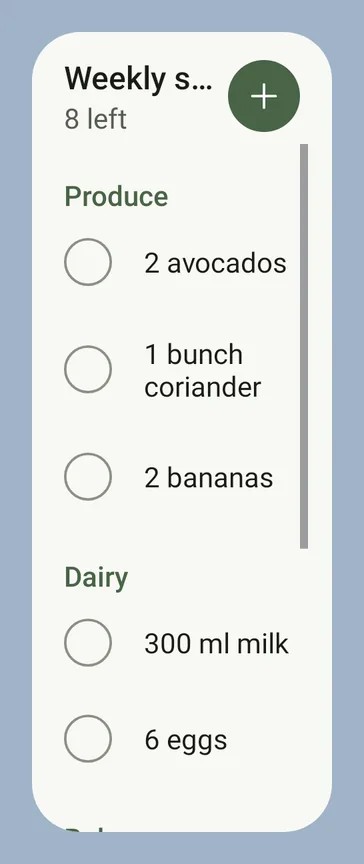 Weekly s...
8 left
Produce
2 avocados
1 bunch
coriander
2 bananas
Dairy
300 ml milk
6 eggs